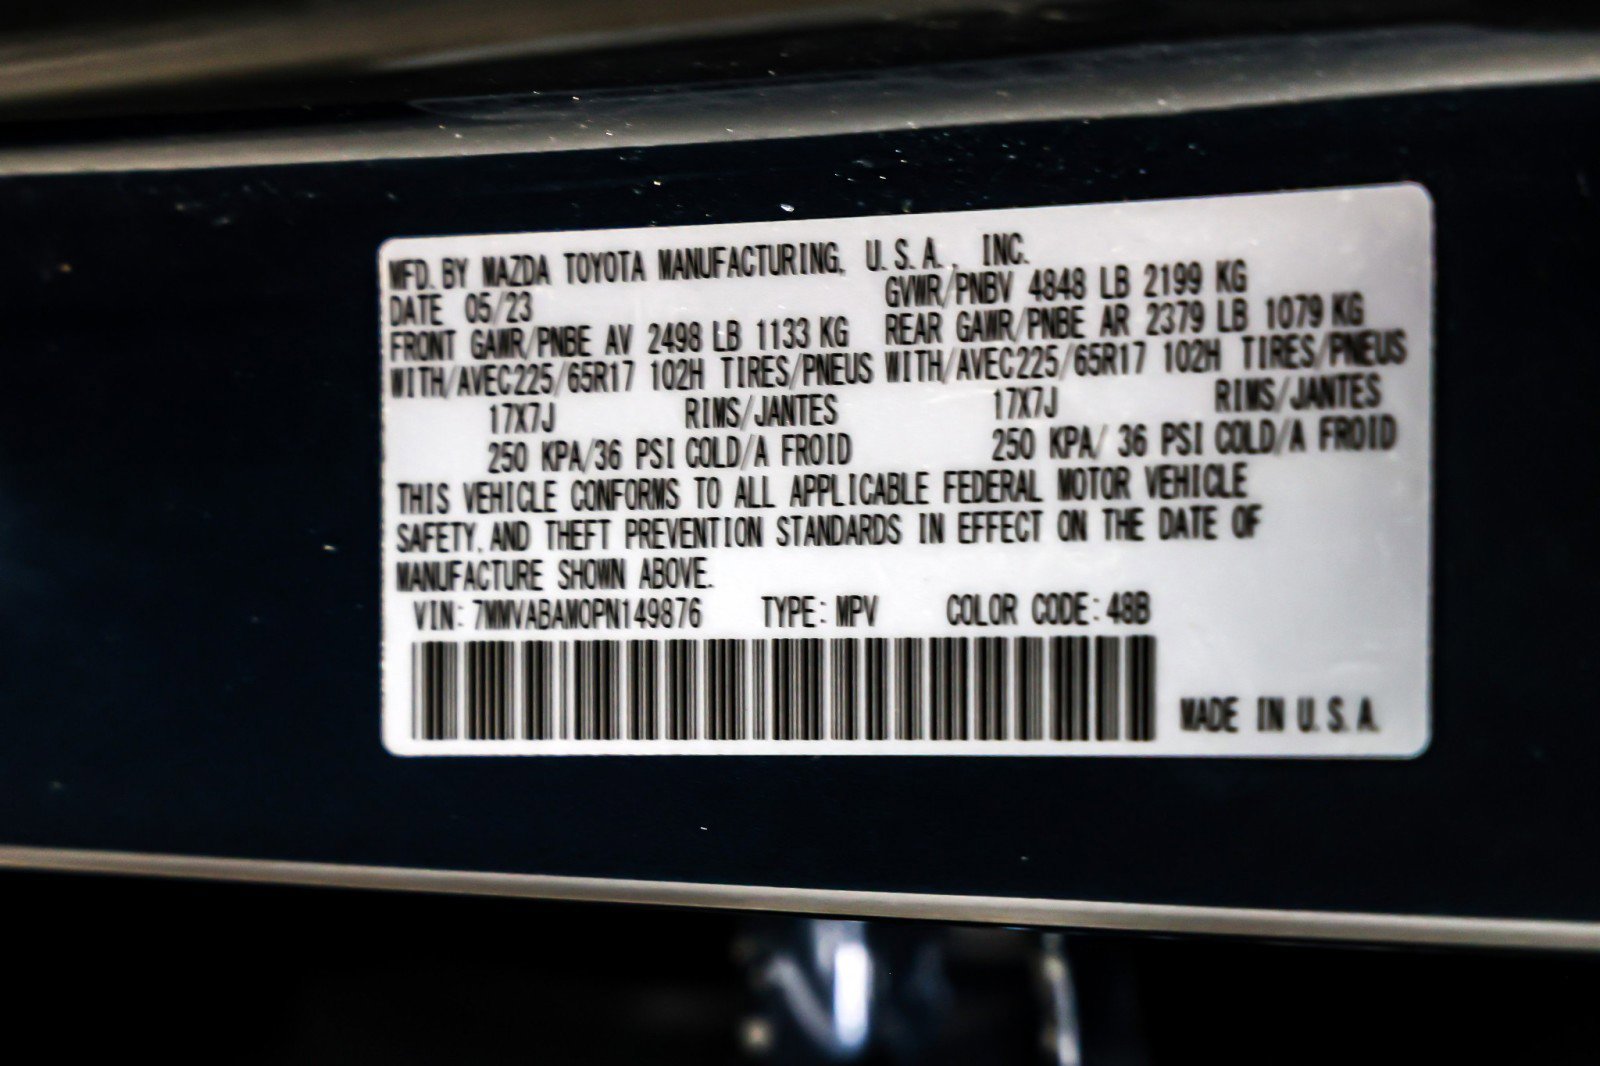 MFD. BY MAZDA TOYOTA MANUFACTURING, U.S.A., INC.
DATE 05/23 GVWR/PNBV 4848 LB 2199 KG
FRONT GAWR/PNBE AV 2498 LB 1133 KG REAR GAWR/PNBE AR 2379 LB 1079 KG
WITH/AVEC225/65R17 102H TIRES/PNEUS WITH/AVEC225/65R17 102H TIRES/PNEUS
17X7J RIMS/JANTES 17X7J RIMS/JANTES
250 KPA/36 PSI COLD/A FROID 250 KPA/ 36 PSI COLD/A FROID
THIS VEHICLE CONFORMS TO ALL APPLICABLE FEDERAL MOTOR VEHICLE
SAFETY, AND THEFT PREVENTION STANDARDS IN EFFECT ON THE DATE OF
MANUFACTURE SHOWN ABOVE.
VIN: 7MMVABAM0PN149876 TYPE: MPV COLOR CODE: 48B
MADE IN U.S.A.